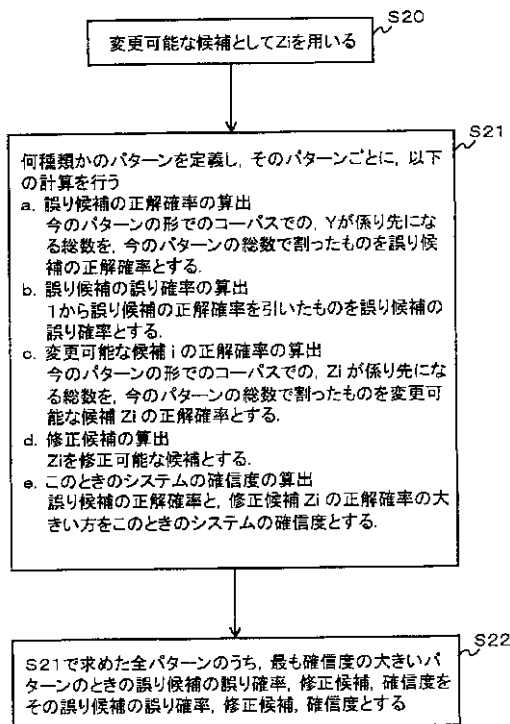 S20
変更可能な候補としてZiを用いる
S21
何種類かのパターンを定義し, そのパターンごとに, 以下
の計算を行う
a. 誤り候補の正解確率の算出
今のパターンの形でのコーパスでの, Yが係り先にな
る総数を, 今のパターンの総数で割ったものを誤り候
補の正解確率とする.
b. 誤り候補の誤り確率の算出
1から誤り候補の正解確率を引いたものを誤り候補の
誤り確率とする.
c. 変更可能な候補 i の正解確率の算出
今のパターンの形でのコーパスでの, Zi が係り先にな
る総数を, 今のパターンの総数で割ったものを変更可
能な候補 Zi の正解確率とする.
d. 修正候補の算出
Ziを修正可能な候補とする.
e. このときのシステムの確信度の算出
誤り候補の正解確率と, 修正候補 Zi の正解確率の大
きい方をこのときのシステムの確信度とする.
S22
S21で求めた全パターンのうち, 最も確信度の大きいパ
ターンのときの誤り候補の誤り確率, 修正候補, 確信度を
その誤り候補の誤り確率, 修正候補, 確信度とする